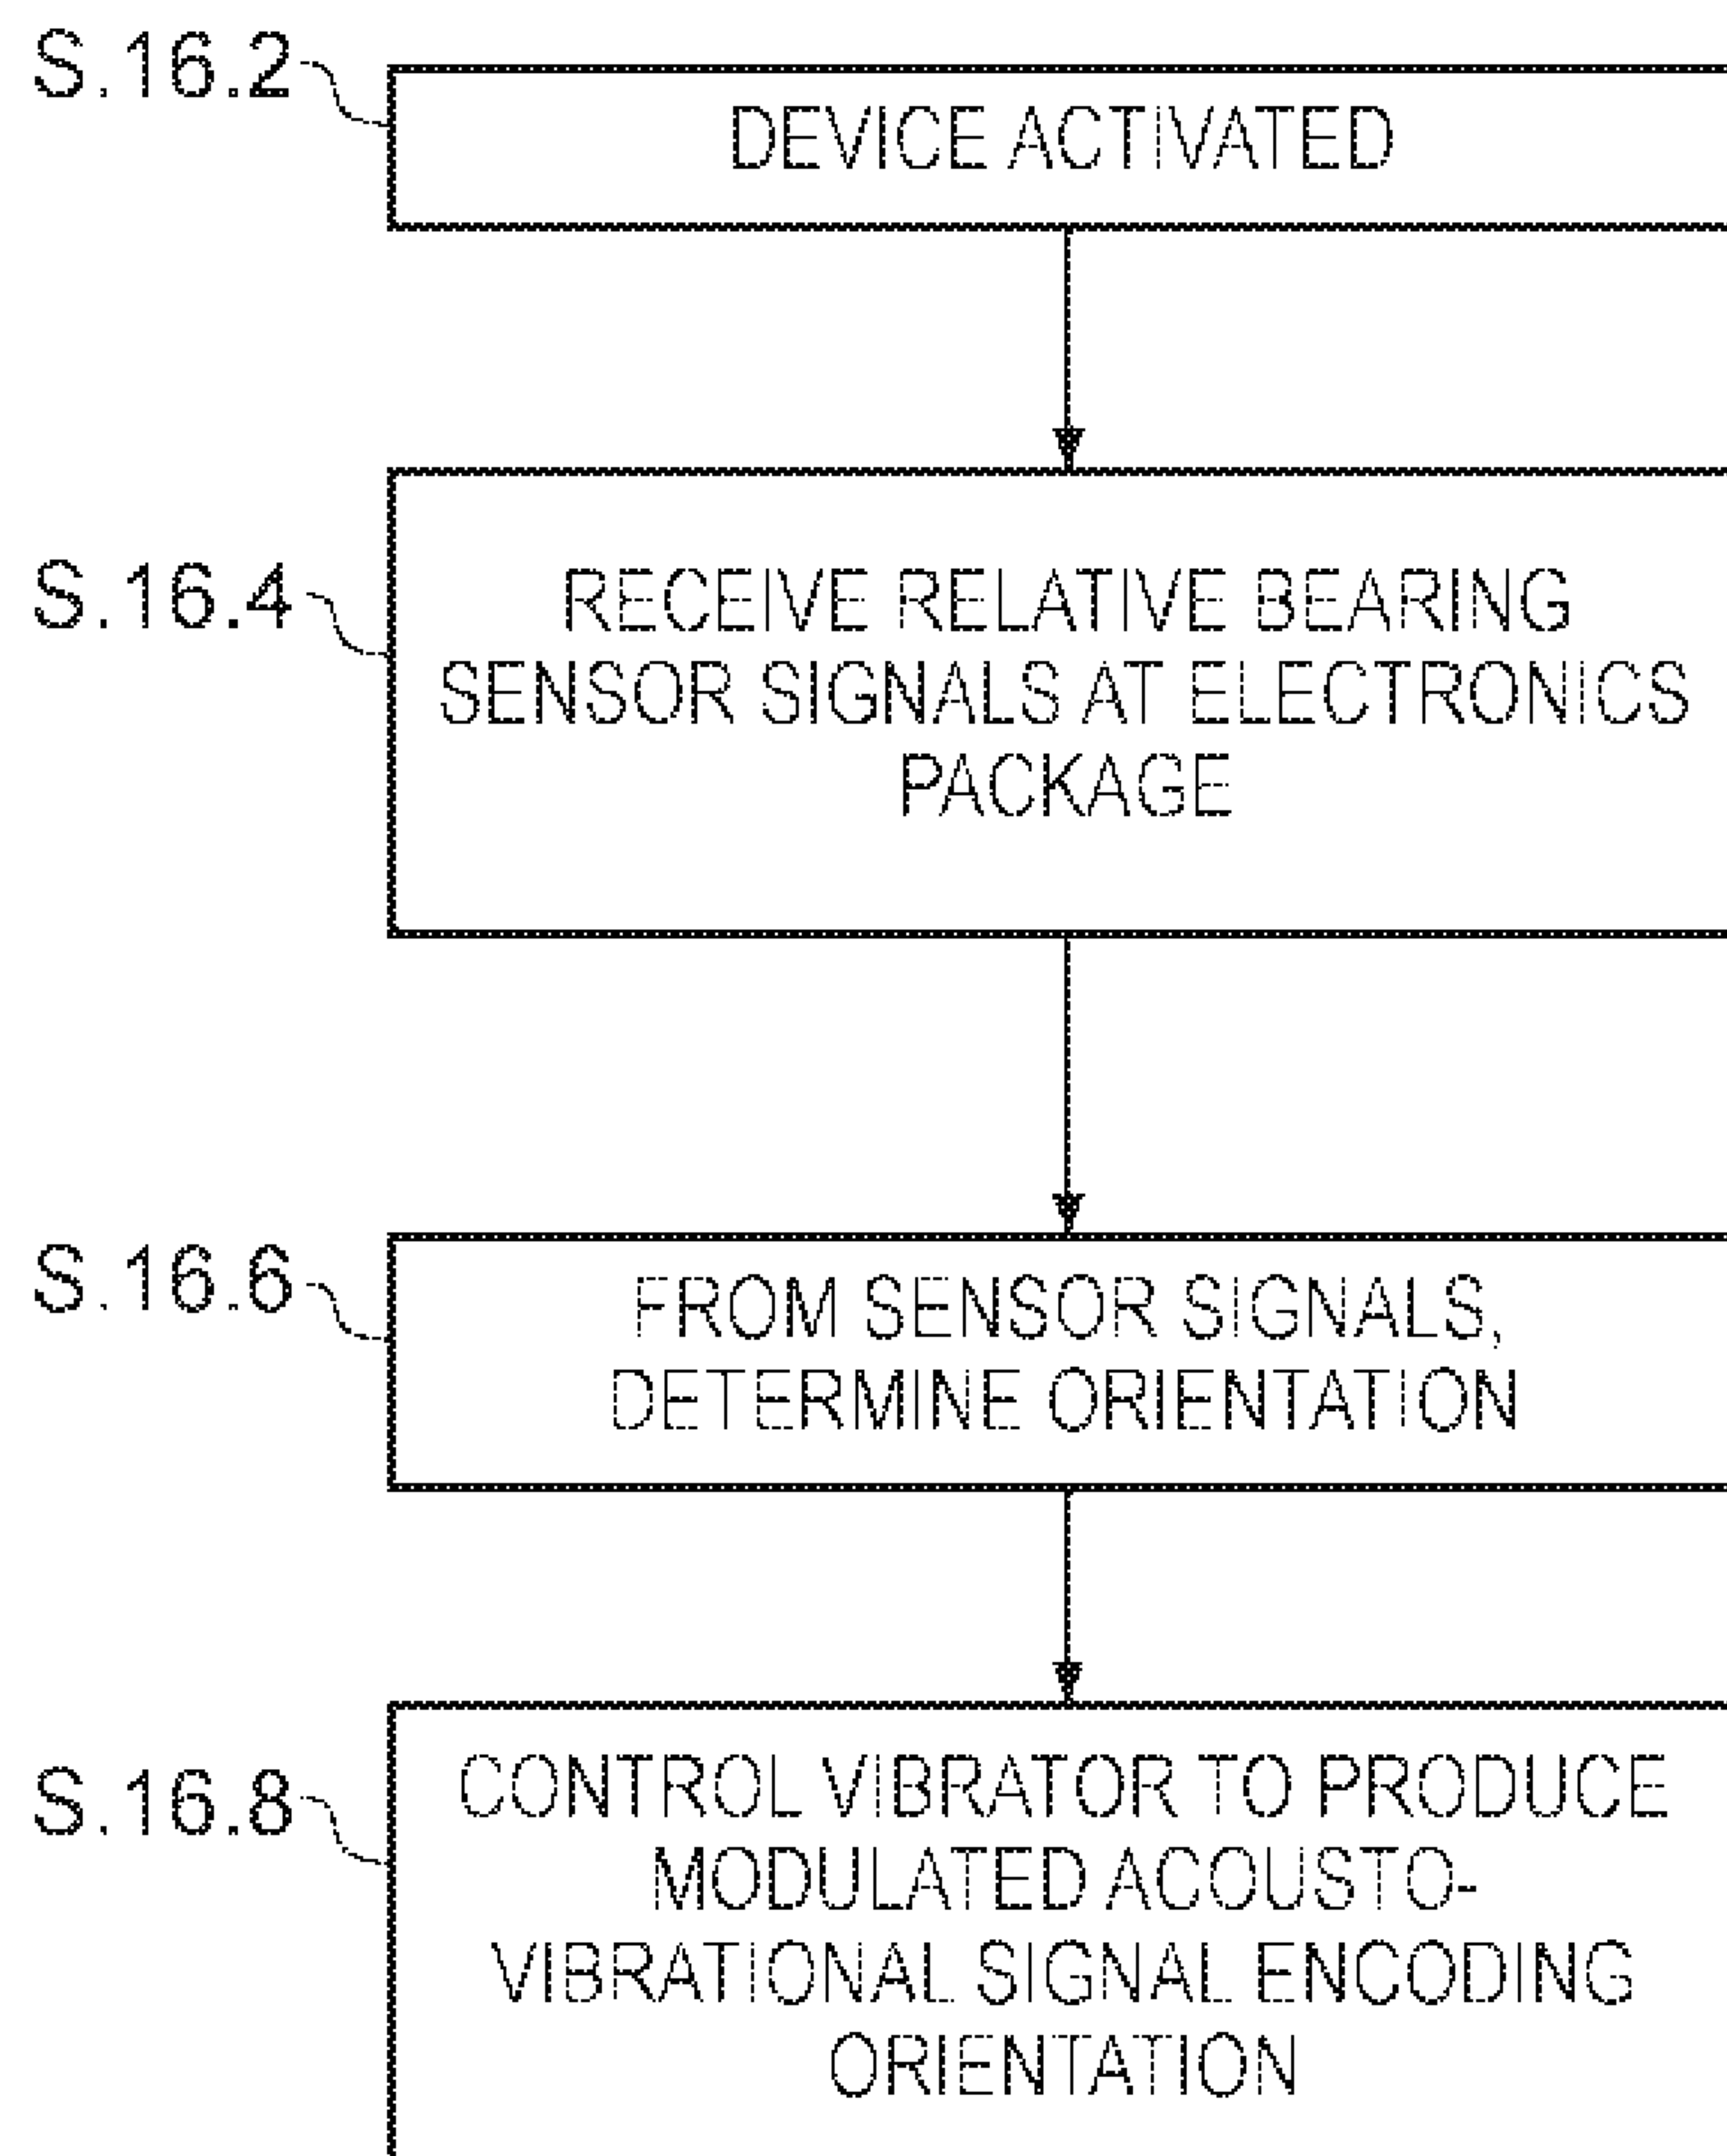 S.16.2
DEVICE ACTIVATED
S.16.4
RECEIVE RELATIVE BEARING
SENSOR SIGNALS AT ELECTRONICS
PACKAGE
S.16.6
FROM SENSOR SIGNALS,
DETERMINE ORIENTATION
S.16.8
CONTROL VIBRATOR TO PRODUCE
MODULATED ACOUSTO-
VIBRATIONAL SIGNAL ENCODING
ORIENTATION